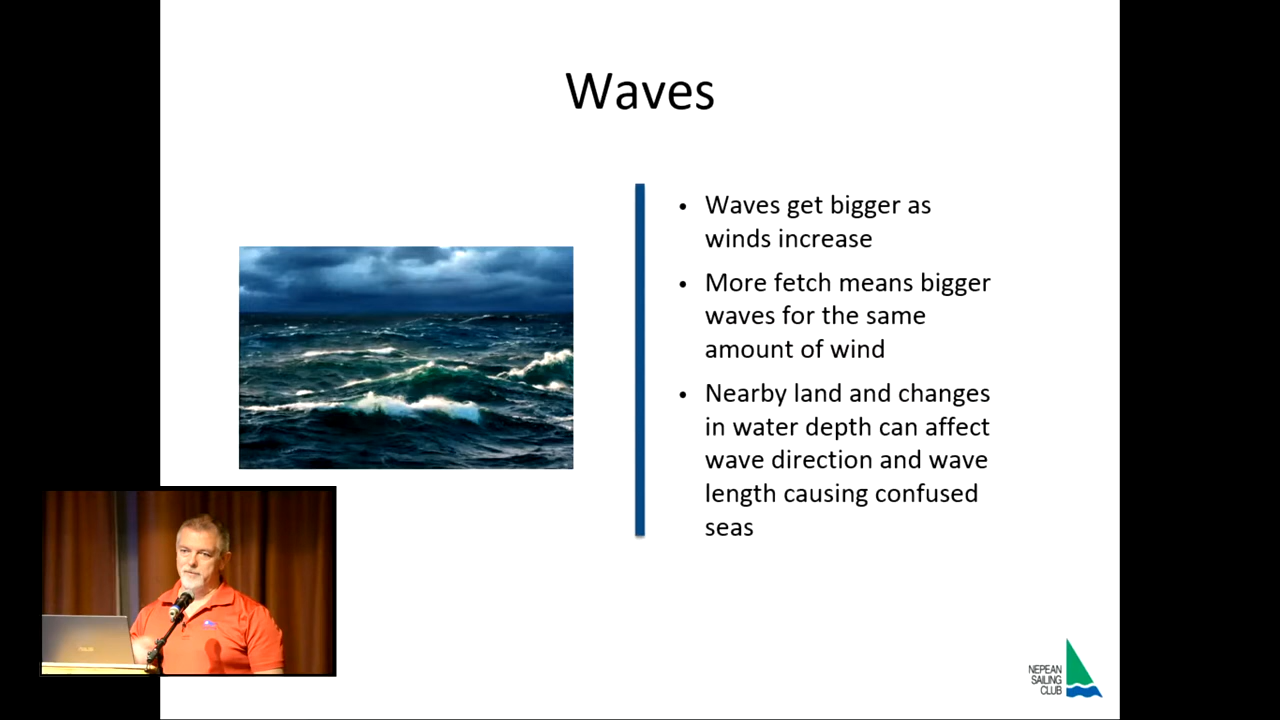 Waves
• Waves get bigger as
winds increase
• More fetch means bigger
waves for the same
amount of wind
• Nearby land and changes
in water depth can affect
wave direction and wave
length causing confused
seas
ASUS
NEPEAN
SAILING
CLUB